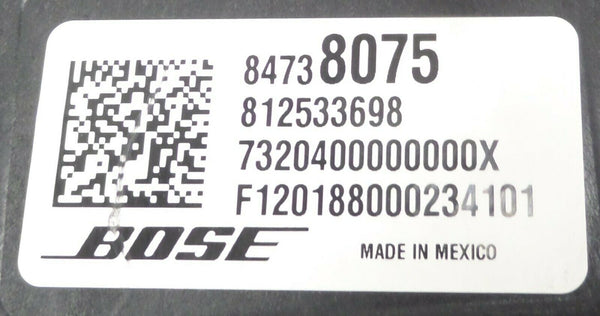 84738075
812533698
7320400000000X
F120188000234101
BOSE
MADE IN MEXICO